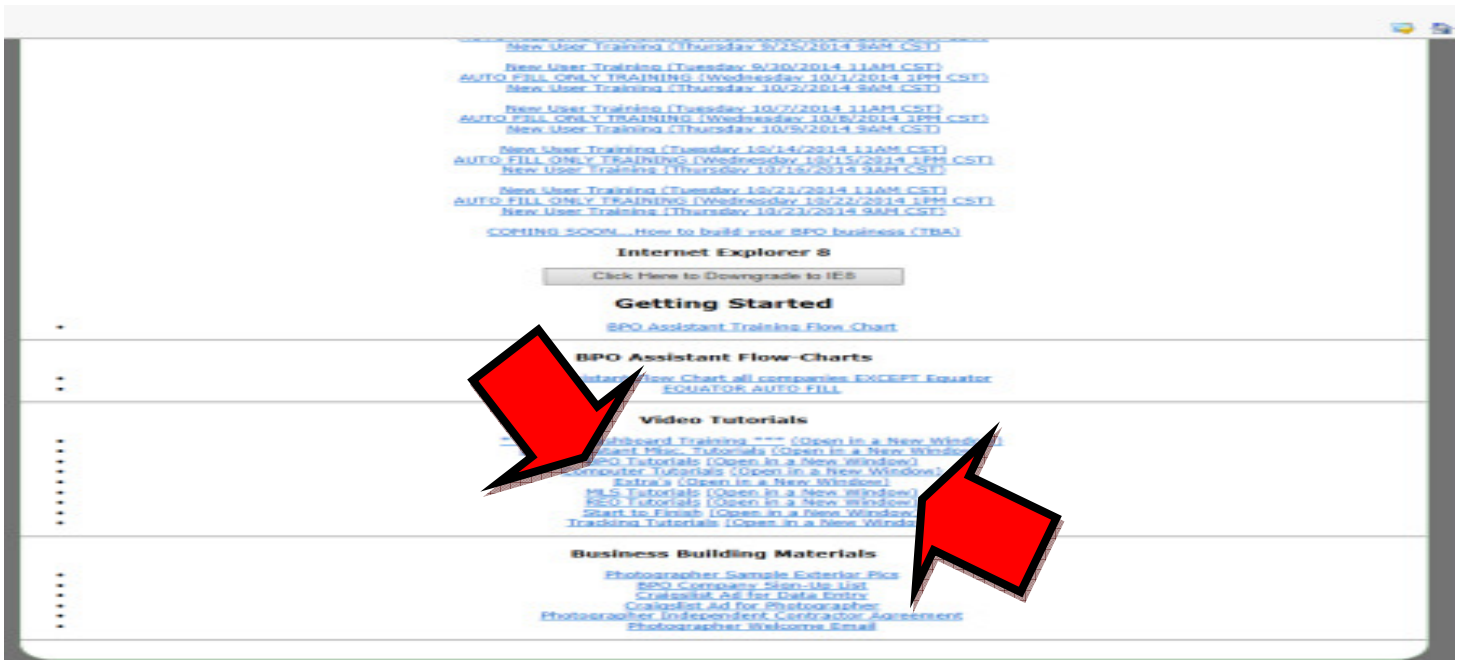 New User Training (Thursday 9/25/2014 9AM CST)
New User Training (Tuesday 9/30/2014 11AM CST)
AUTO FILL ONLY TRAINING (Wednesday 10/1/2014 1PM CST)
New User Training (Thursday 10/2/2014 9AM CST)
New User Training (Tuesday 10/7/2014 11AM CST)
AUTO FILL ONLY TRAINING (Wednesday 10/8/2014 1PM CST)
New User Training (Thursday 10/9/2014 9AM CST)
New User Training (Tuesday 10/14/2014 11AM CST)
AUTO FILL ONLY TRAINING (Wednesday 10/15/2014 1PM CST)
New User Training (Thursday 10/16/2014 9AM CST)
New User Training (Tuesday 10/21/2014 11AM CST)
AUTO FILL ONLY TRAINING (Wednesday 10/22/2014 1PM CST)
New User Training (Thursday 10/23/2014 9AM CST)
COMING SOON...How to build your BPO business (TBA)
Internet Explorer 8
Click Here to Downgrade to IE8
Getting Started
BPO Assistant Training Flow Chart
BPO Assistant Flow-Charts
Flow Chart all companies EXCEPT Equator
EQUATOR AUTO FILL
Video Tutorials
Training *** (Open in a New Window)
Misc. Tutorials (Open in a New Window)
BPO Tutorials (Open in a New Window)
Computer Tutorials (Open in a New Window)
Extra's (Open in a New Window)
MLS Tutorials (Open in a New Window)
REO Tutorials (Open in a New Window)
Start to Finish (Open in a New Window)
Tracking Tutorials (Open in a New
Business Building Materials
Photographer Sample Exterior Pics
BPO Company Sign-Up List
Craigslist Ad for Data Entry
Craigslist Ad for Photographer
Photographer Independent Contractor Agreement
Photographer Welcome Email